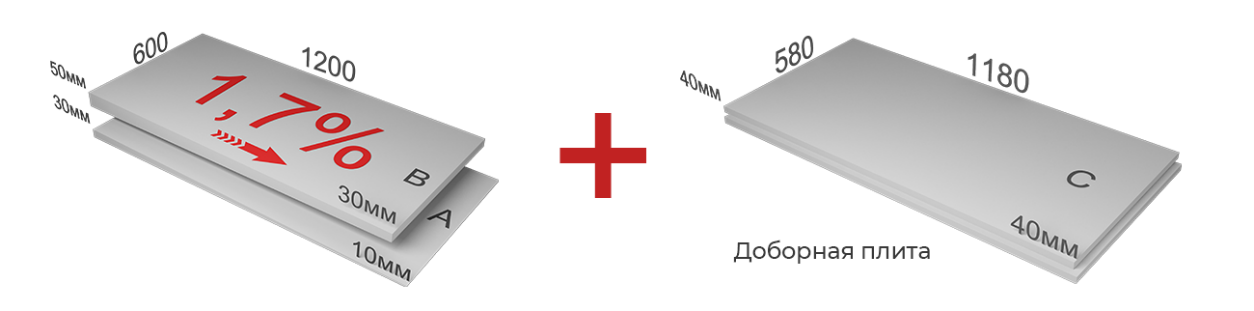 600
1200
50мм
30мм
1,7%
B
30мм
A
10мм
+
580
1180
40мм
C
40мм
Доборная плита